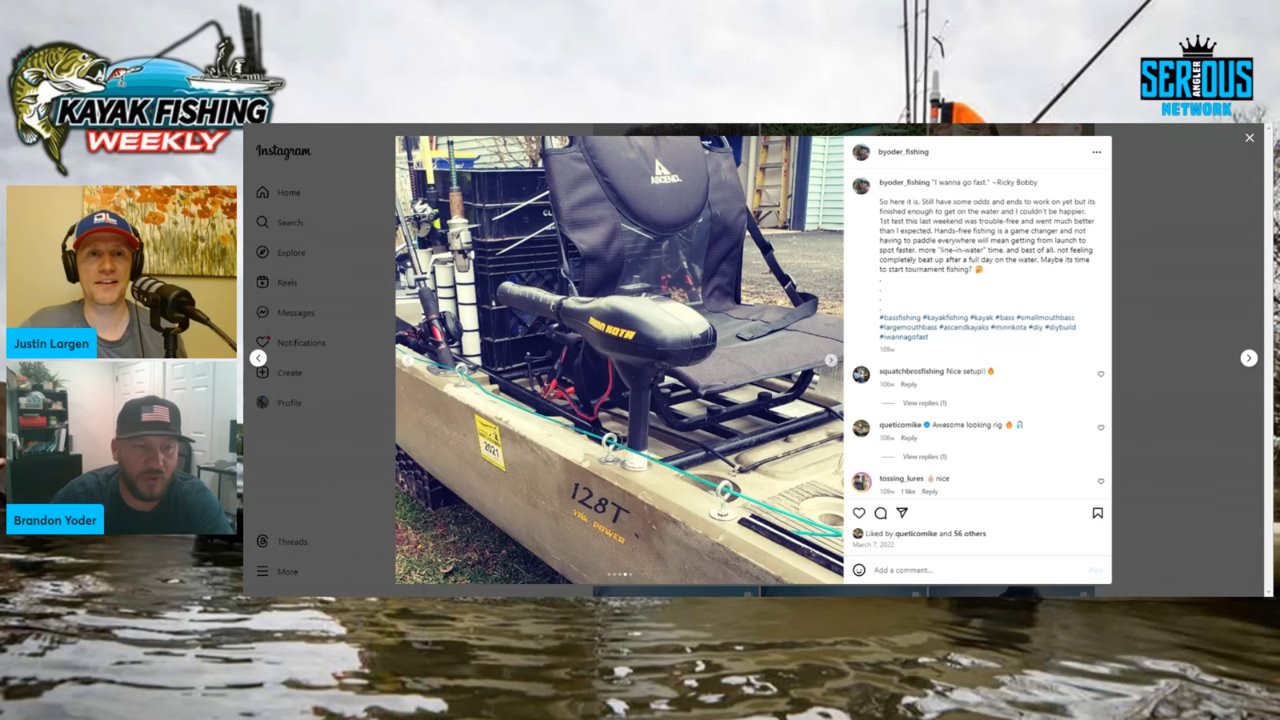 KAYAK FISHING
WEEKLY
SERIOUS
ANGLER
NETWORK
Justin Largen
Brandon Yoder
Instagram
Home
Search
Explore
Reels
Messages
Notifications
Create
Profile
Threads
More
ASCEND
MINN KOTA
2021
128T
YAK POWER
byoder_fishing
byoder_fishing "I wanna go fast." ~Ricky Bobby
So here it is. Still have some odds and ends to work on yet but its
finished enough to get on the water and I couldn't be happier.
1st test this last weekend was trouble-free and went much better
than I expected. Hands-free fishing is a game changer and not
having to paddle everywhere will mean getting from launch to
spot faster, more "line-in-water" time, and best of all, not feeling
completely beat up after a full day on the water. Maybe its time
to start tournament fishing?
.
.
.
.
#bassfishing #kayakfishing #kayak #bass #smallmouthbass
#largemouthbass #ascendkayaks #minnkota #diy #diybuild
#iwannagofast
109w
squatchbrosfishing Nice setup!!🔥
106w Reply
View replies (1)
queticomike Awesome looking rig 🔥
106w Reply
View replies (1)
tossing_lures nice
109w 1 like Reply
Liked by queticomike and 56 others
March 7, 2022
Add a comment...
Post